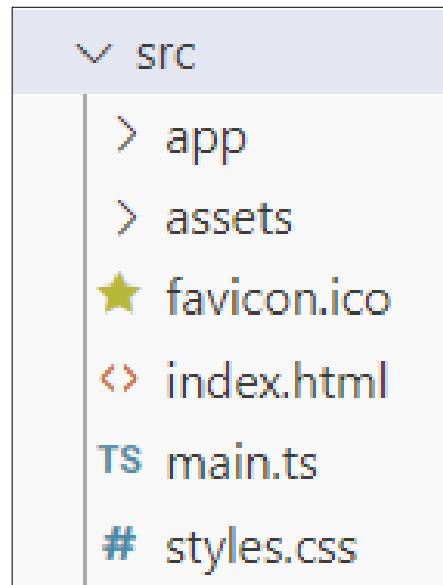 src
app
assets
favicon.ico
index.html
TS main.ts
# styles.css